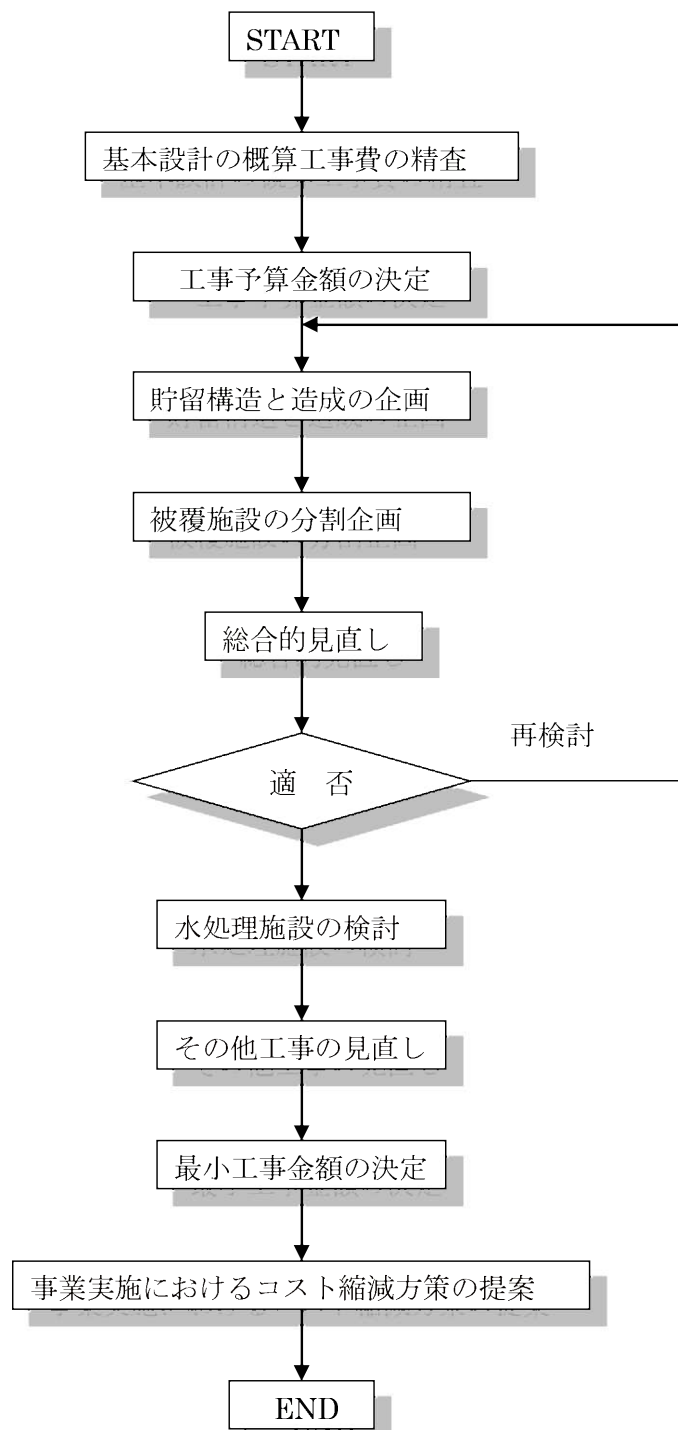 START
基本設計の概算工事費の精査
工事予算金額の決定
貯留構造と造成の企画
被覆施設の分割企画
総合的見直し
再検討
適　否
水処理施設の検討
その他工事の見直し
最小工事金額の決定
事業実施におけるコスト縮減方策の提案
END